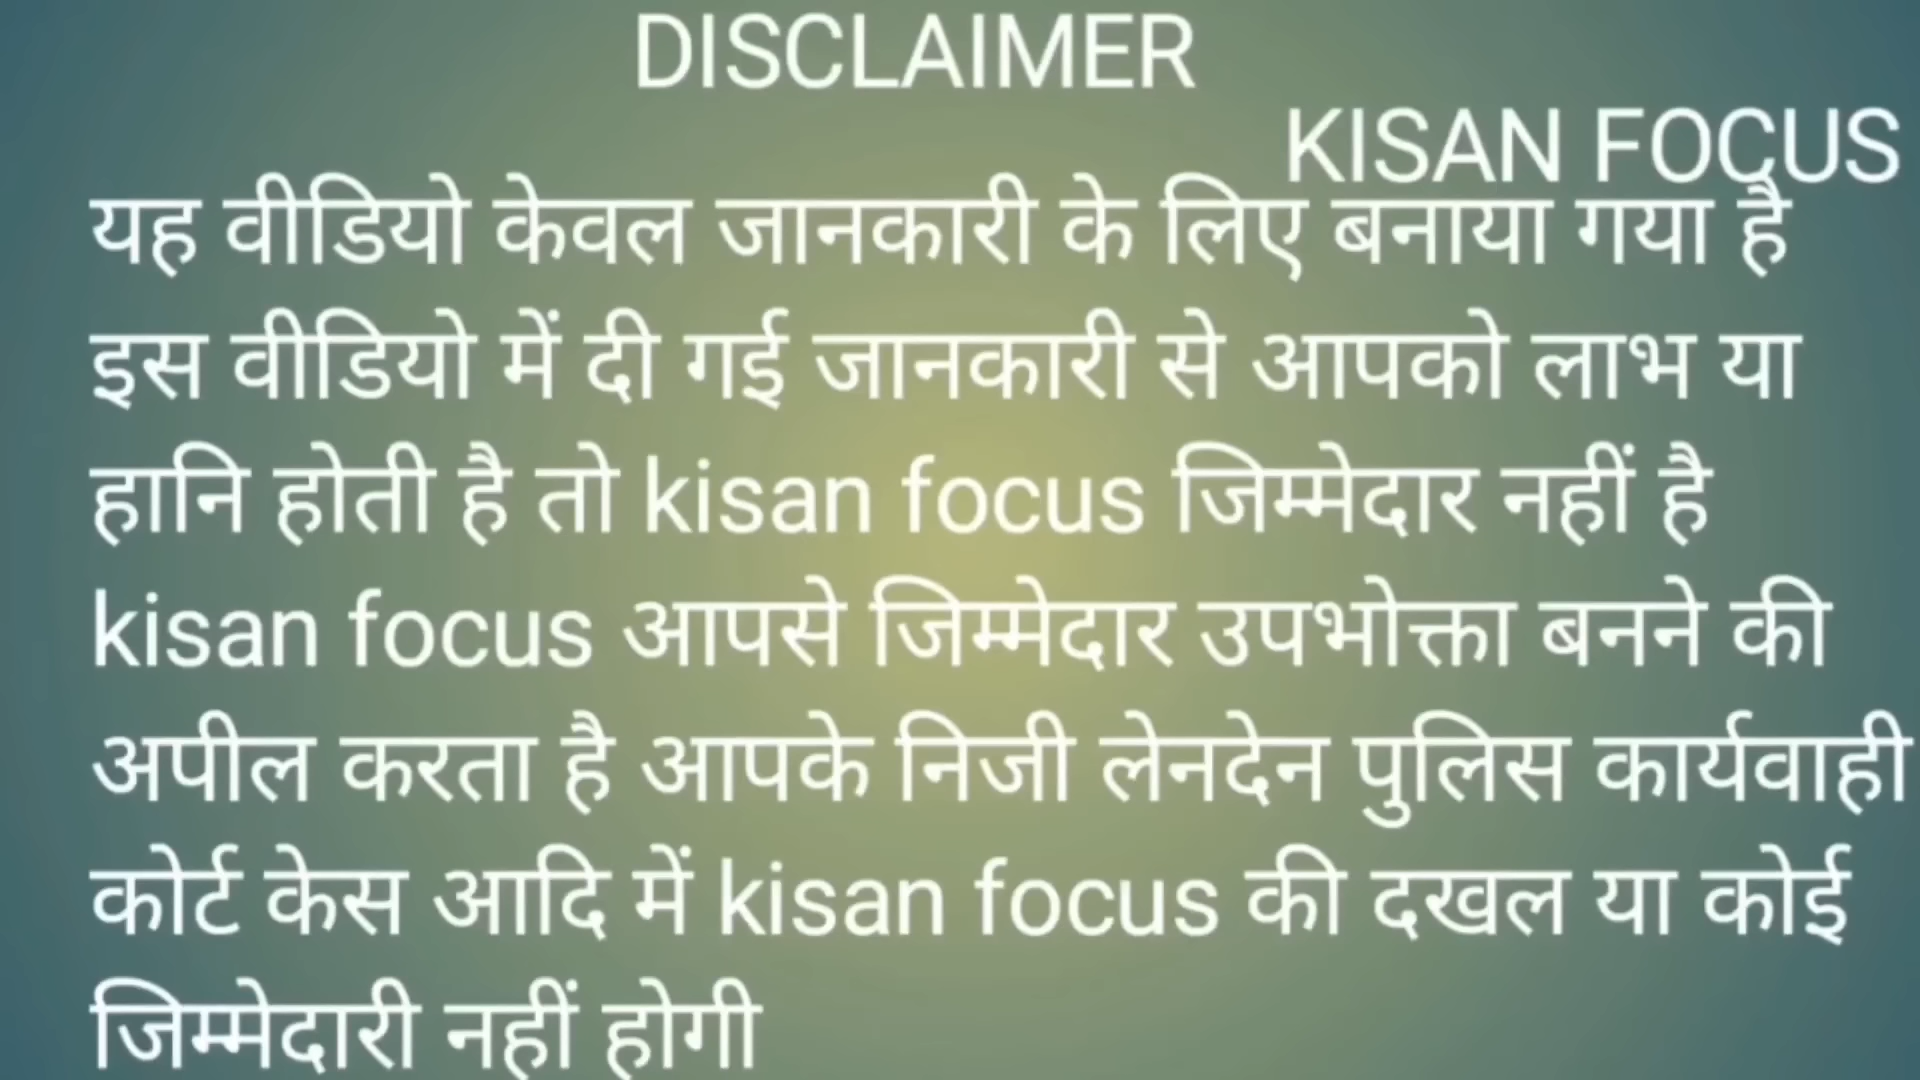 DISCLAIMER
KISAN FOCUS
यह वीडियो केवल जानकारी के लिए बनाया गया है
इस वीडियो में दी गई जानकारी से आपको लाभ या
हानि होती है तो kisan focus जिम्मेदार नहीं है
kisan focus आपसे जिम्मेदार उपभोक्ता बनने की
अपील करता है आपके निजी लेनदेन पुलिस कार्यवाही
कोर्ट केस आदि में kisan focus की दखल या कोई
जिम्मेदारी नहीं होगी